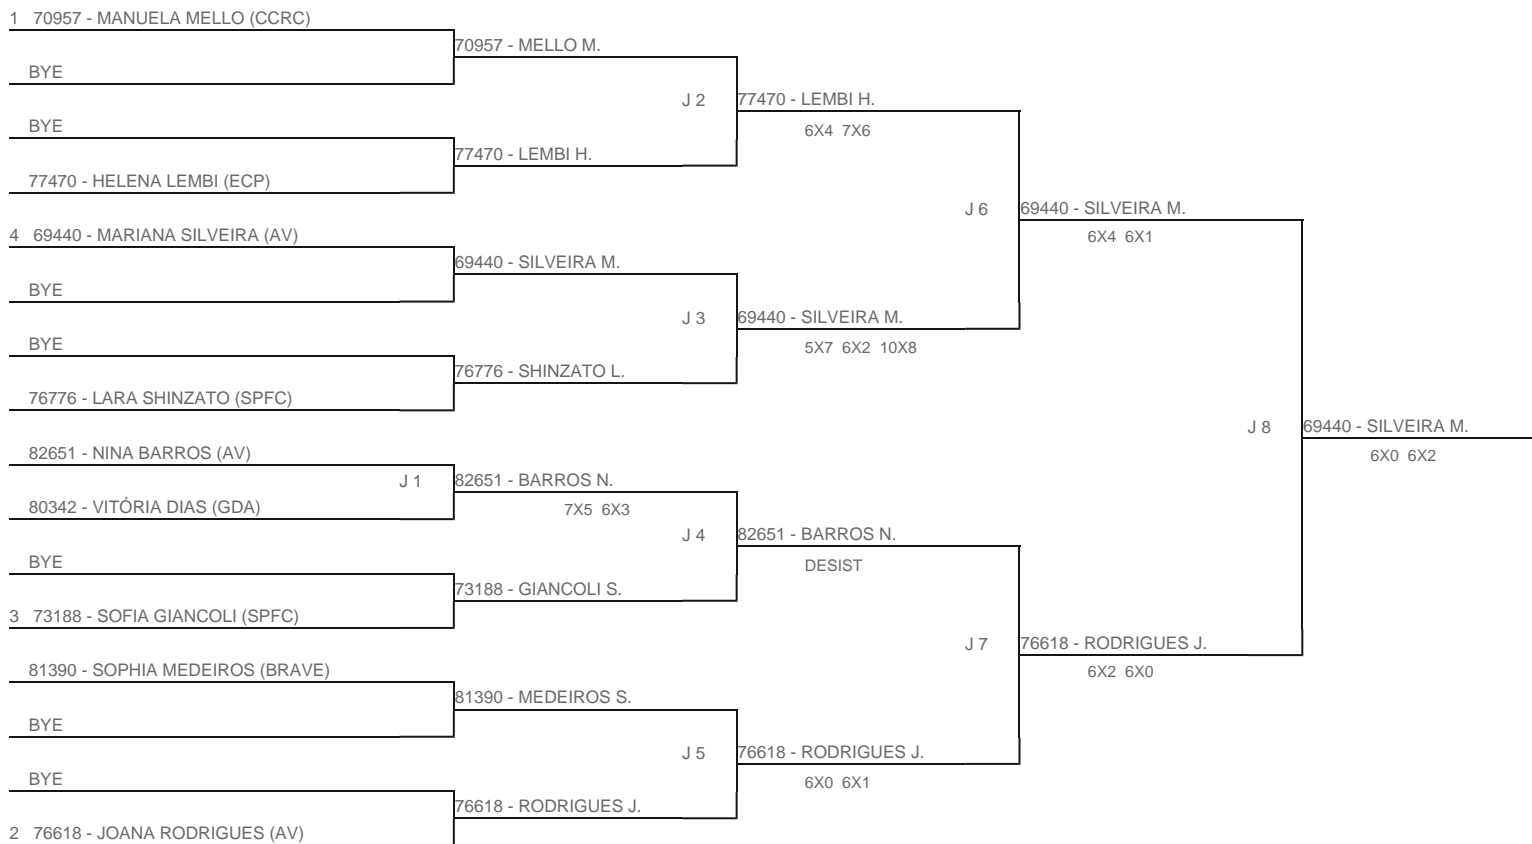 1 70957 - MANUELA MELLO (CCRC)
70957 - MELLO M.
BYE
J 2
77470 - LEMBI H.
6X4 7X6
BYE
77470 - LEMBI H.
77470 - HELENA LEMBI (ECP)
J 6
69440 - SILVEIRA M.
6X4 6X1
4 69440 - MARIANA SILVEIRA (AV)
69440 - SILVEIRA M.
BYE
J 3
69440 - SILVEIRA M.
5X7 6X2 10X8
BYE
76776 - SHINZATO L.
76776 - LARA SHINZATO (SPFC)
J 8
69440 - SILVEIRA M.
6X0 6X2
82651 - NINA BARROS (AV)
J 1
82651 - BARROS N.
7X5 6X3
80342 - VITÓRIA DIAS (GDA)
J 4
82651 - BARROS N.
DESIST
BYE
73188 - GIANCOLI S.
3 73188 - SOFIA GIANCOLI (SPFC)
J 7
76618 - RODRIGUES J.
6X2 6X0
81390 - SOPHIA MEDEIROS (BRAVE)
81390 - MEDEIROS S.
BYE
J 5
76618 - RODRIGUES J.
6X0 6X1
BYE
76618 - RODRIGUES J.
2 76618 - JOANA RODRIGUES (AV)